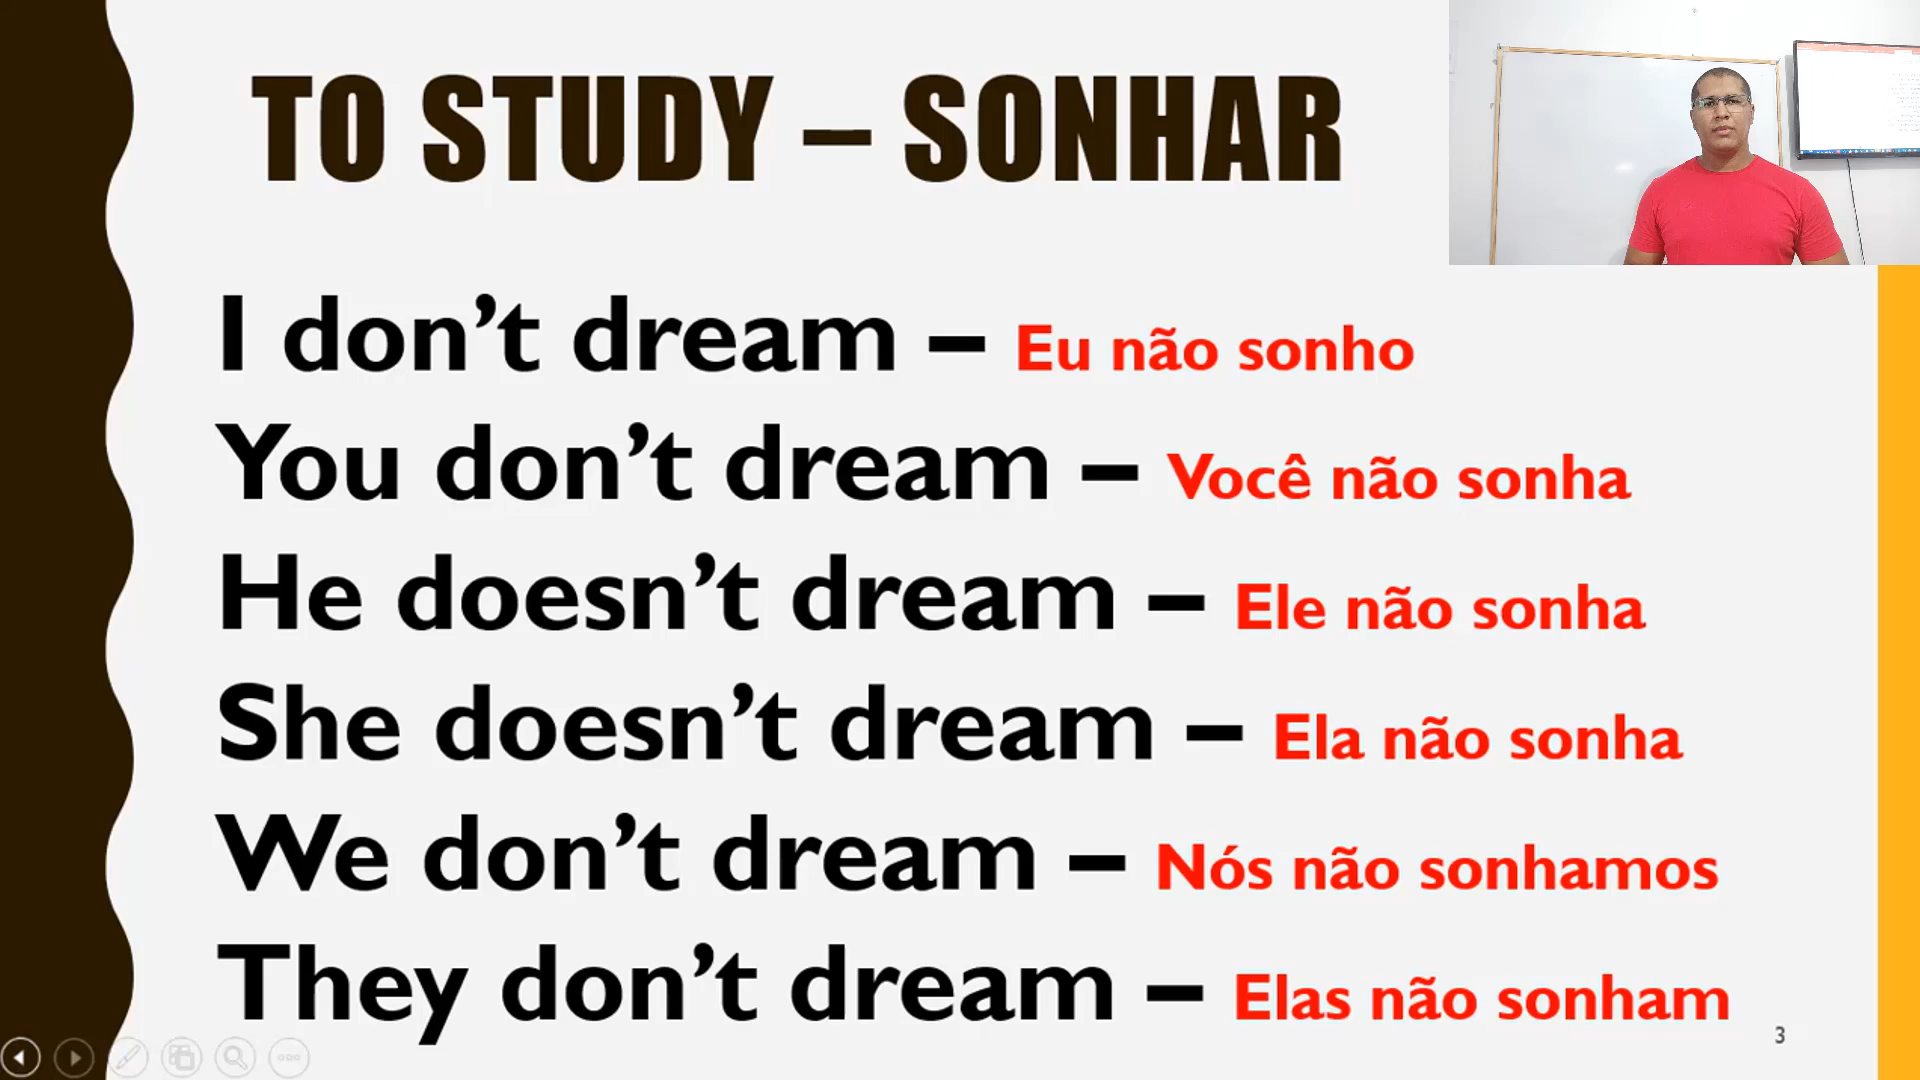 TO STUDY – SONHAR
I don’t dream – Eu não sonho
You don’t dream – Você não sonha
He doesn’t dream – Ele não sonha
She doesn’t dream – Ela não sonha
We don’t dream – Nós não sonhamos
They don’t dream – Elas não sonham
3